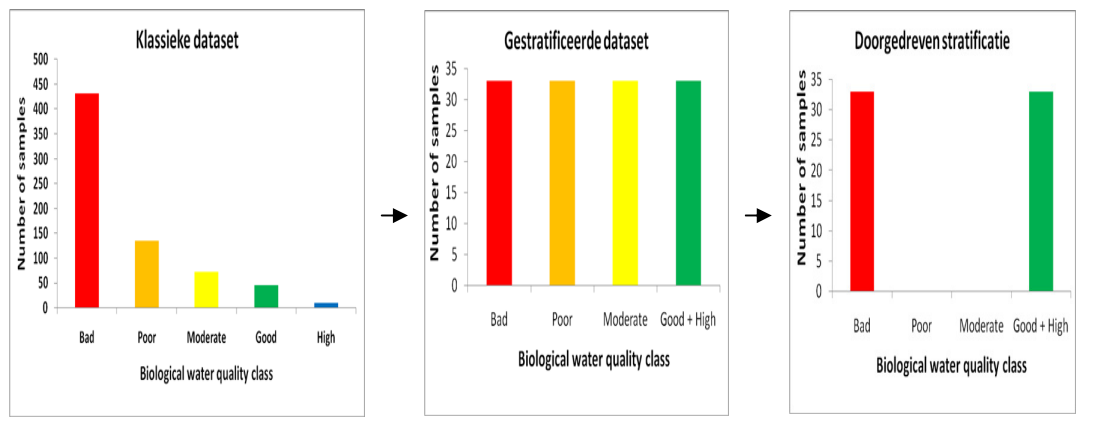 Klassieke dataset
Number of samples
500
450
400
350
300
250
200
150
100
50
0
Bad Poor Moderate Good High
Biological water quality class
Gestratificeerde dataset
Number of samples
35
30
25
20
15
10
5
0
Bad Poor Moderate Good + High
Biological water quality class
Doorgedreven stratificatie
Number of samples
35
30
25
20
15
10
5
0
Bad Poor Moderate Good + High
Biological water quality class